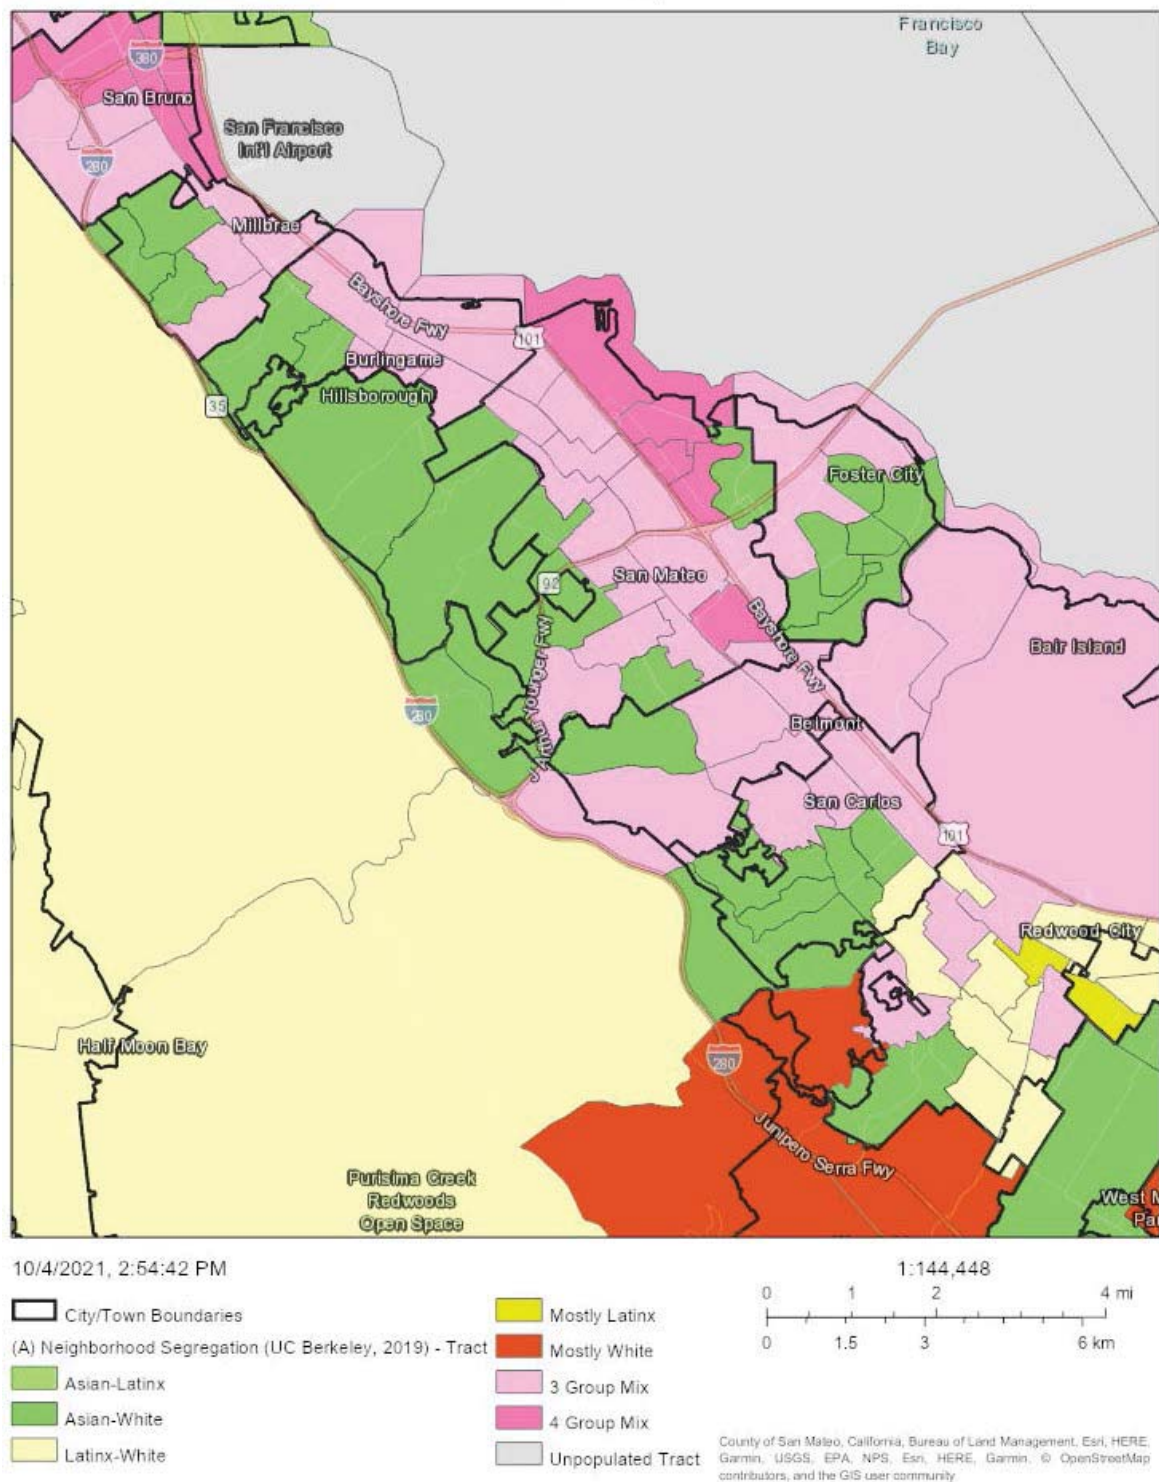 Francisco
Bay
380
San Bruno
San Francisco
Int'l Airport
280
Millbrae
Bayshore Fwy
101
Burlingame
Hillsborough
35
Foster City
92
San Mateo
Bayshore Fwy
Bair Island
J Arthur Younger Fwy
280
Belmont
San Carlos
101
Redwood City
Half Moon Bay
280
Junipero Serra Fwy
Purisima Creek
Redwoods
Open Space
West M
Par
10/4/2021, 2:54:42 PM
1:144,448
0 1 2 4 mi
0 1.5 3 6 km
City/Town Boundaries
(A) Neighborhood Segregation (UC Berkeley, 2019) - Tract
Asian-Latinx
Asian-White
Latinx-White
Mostly Latinx
Mostly White
3 Group Mix
4 Group Mix
Unpopulated Tract
County of San Mateo, California, Bureau of Land Management, Esri, HERE,
Garmin, USGS, EPA, NPS, Esri, HERE, Garmin, © OpenStreetMap
contributors, and the GIS user community